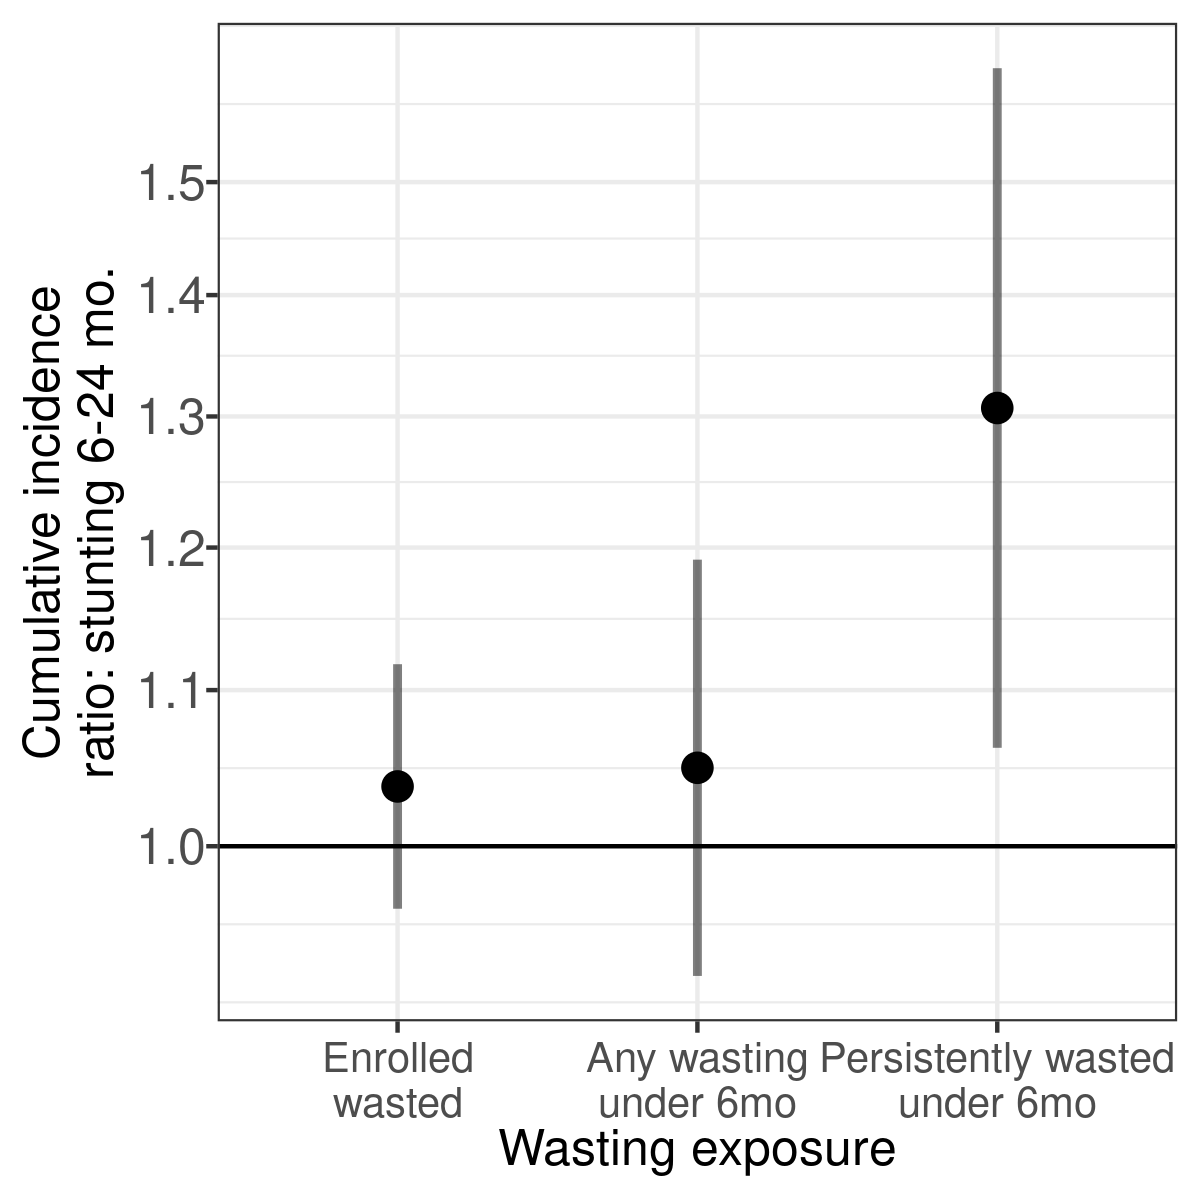 Cumulative incidence
ratio: stunting 6-24 mo.
1.5
1.4
1.3
1.2
1.1
1.0
Enrolled
wasted
Any wasting
under 6mo
Persistently wasted
under 6mo
Wasting exposure